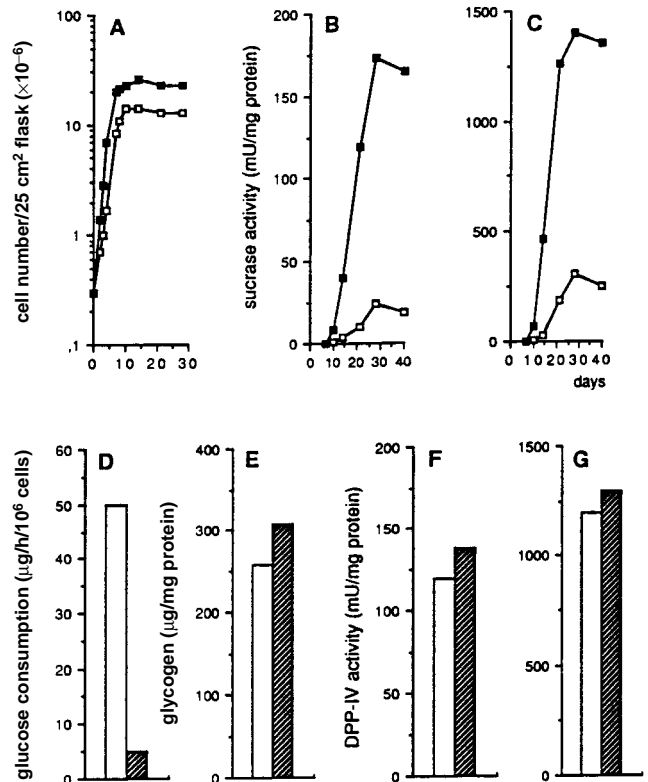 A
cell number/25 cm² flask (×10⁻⁶)
100
10
1
,1
0 10 20 30
B
sucrase activity (mU/mg protein)
200
150
100
50
0
0 10 20 30 40
C
1500
1000
500
0
0 10 20 30 40
days
D
glucose consumption (µg/h/10⁶ cells)
60
50
40
30
20
10
5
0
E
glycogen (µg/mg protein)
400
300
200
100
0
F
DPP-IV activity (mU/mg protein)
200
150
100
50
0
G
1500
1000
500
0